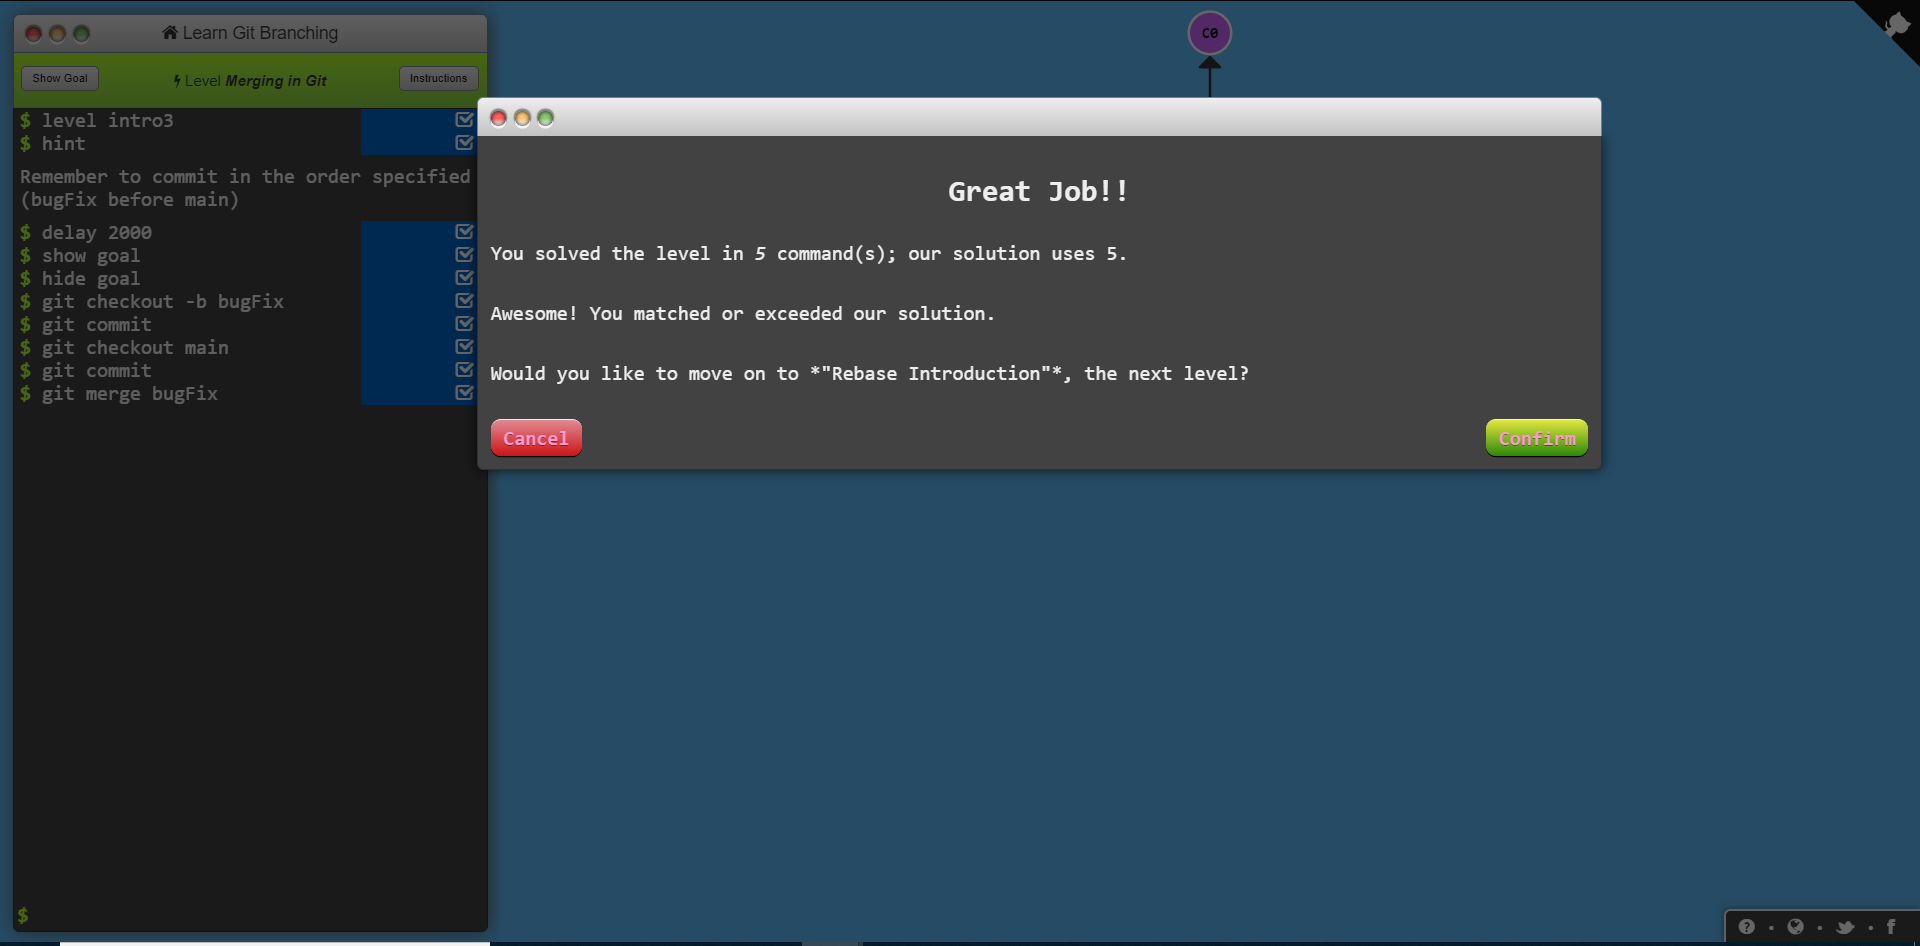 Learn Git Branching
Show Goal
Level Merging in Git
Instructions
$ level intro3
$ hint
Remember to commit in the order specified
(bugFix before main)
$ delay 2000
$ show goal
$ hide goal
$ git checkout -b bugFix
$ git commit
$ git checkout main
$ git commit
$ git merge bugFix
$
C0
Great Job!!
You solved the level in 5 command(s); our solution uses 5.
Awesome! You matched or exceeded our solution.
Would you like to move on to *"Rebase Introduction"*, the next level?
Cancel
Confirm